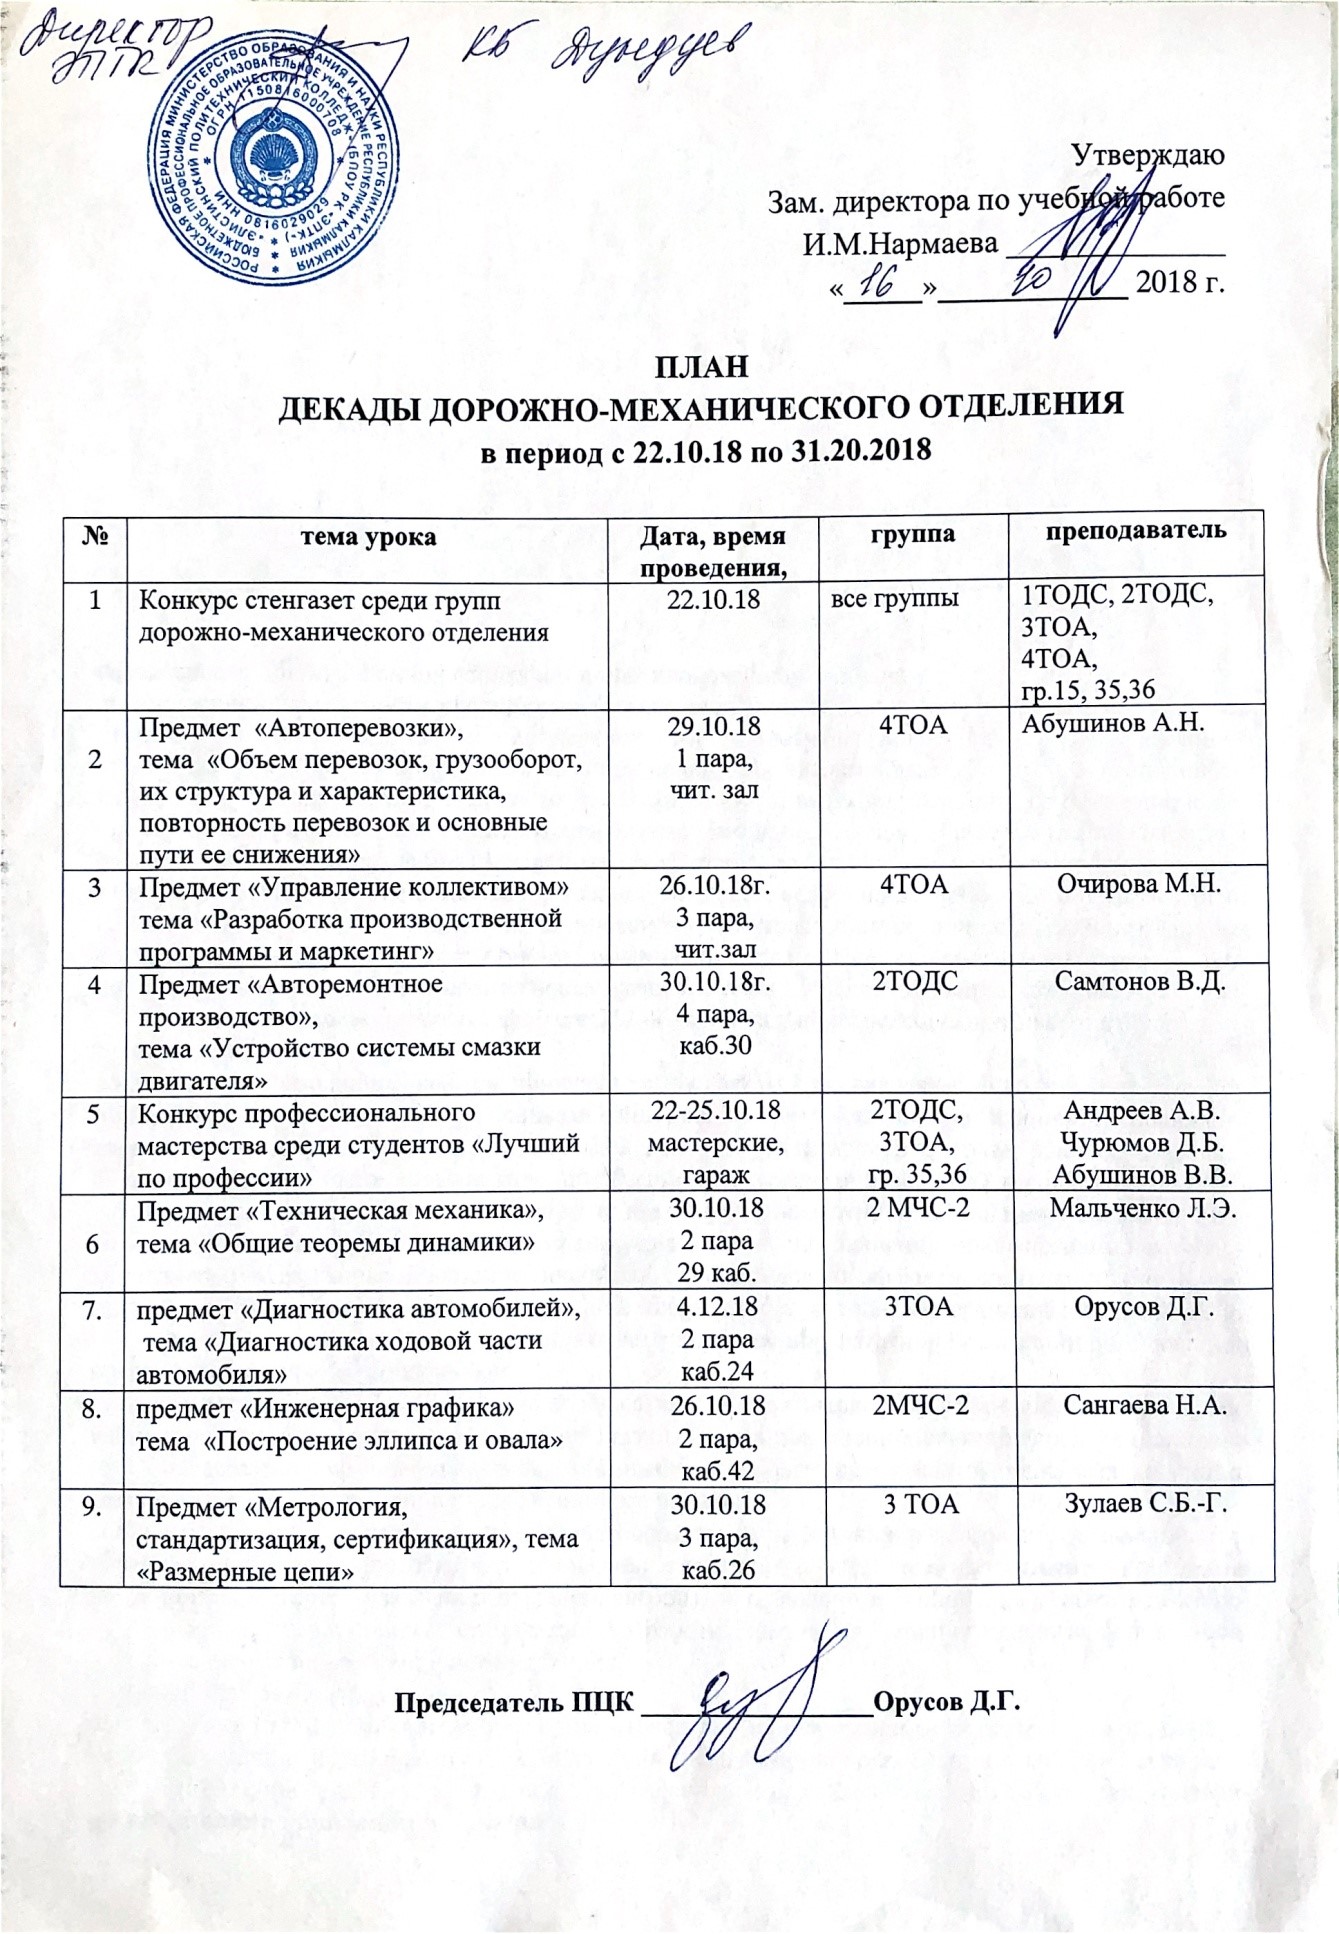 Директор
ЭПТК
КБ Дундуев
РОССИЙСКАЯ ФЕДЕРАЦИЯ МИНИСТЕРСТВО ОБРАЗОВАНИЯ И НАУКИ РЕСПУБЛИКИ КАЛМЫКИЯ
БЮДЖЕТНОЕ ПРОФЕССИОНАЛЬНОЕ ОБРАЗОВАТЕЛЬНОЕ УЧРЕЖДЕНИЕ РЕСПУБЛИКИ КАЛМЫКИЯ
«ЭЛИСТИНСКИЙ ПОЛИТЕХНИЧЕСКИЙ КОЛЛЕДЖ» (БПОУ РК «ЭПТК»)
ОГРН 1150816000708
ИНН 0816029029
Утверждаю
Зам. директора по учебной работе
И.М.Нармаева
« 16 » 10 2018 г.
ПЛАН
ДЕКАДЫ ДОРОЖНО-МЕХАНИЧЕСКОГО ОТДЕЛЕНИЯ
в период с 22.10.18 по 31.20.2018
№ тема урока Дата, время группа преподаватель
проведения,
1 Конкурс стенгазет среди групп 22.10.18 все группы 1ТОДС, 2ТОДС,
дорожно-механического отделения 3ТОА,
4ТОА,
гр.15, 35,36
Предмет «Автоперевозки», 29.10.18 4ТОА Абушинов А.Н.
2 тема «Объем перевозок, грузооборот, 1 пара,
их структура и характеристика, чит. зал
повторность перевозок и основные
пути ее снижения»
3 Предмет «Управление коллективом» 26.10.18г. 4ТОА Очирова М.Н.
тема «Разработка производственной 3 пара,
программы и маркетинг» чит.зал
4 Предмет «Авторемонтное 30.10.18г. 2ТОДС Самтонов В.Д.
производство», 4 пара,
тема «Устройство системы смазки каб.30
двигателя»
5 Конкурс профессионального 22-25.10.18 2ТОДС, Андреев А.В.
мастерства среди студентов «Лучший мастерские, 3ТОА, Чурюмов Д.Б.
по профессии» гараж гр. 35,36 Абушинов В.В.
Предмет «Техническая механика», 30.10.18 2 МЧС-2 Мальченко Л.Э.
6 тема «Общие теоремы динамики» 2 пара
29 каб.
7. предмет «Диагностика автомобилей», 4.12.18 3ТОА Орусов Д.Г.
тема «Диагностика ходовой части 2 пара
автомобиля» каб.24
8. предмет «Инженерная графика» 26.10.18 2МЧС-2 Сангаева Н.А.
тема «Построение эллипса и овала» 2 пара,
каб.42
9. Предмет «Метрология, 30.10.18 3 ТОА Зулаев С.Б.-Г.
стандартизация, сертификация», тема 3 пара,
«Размерные цепи» каб.26
Председатель ПЦК Орусов Д.Г.